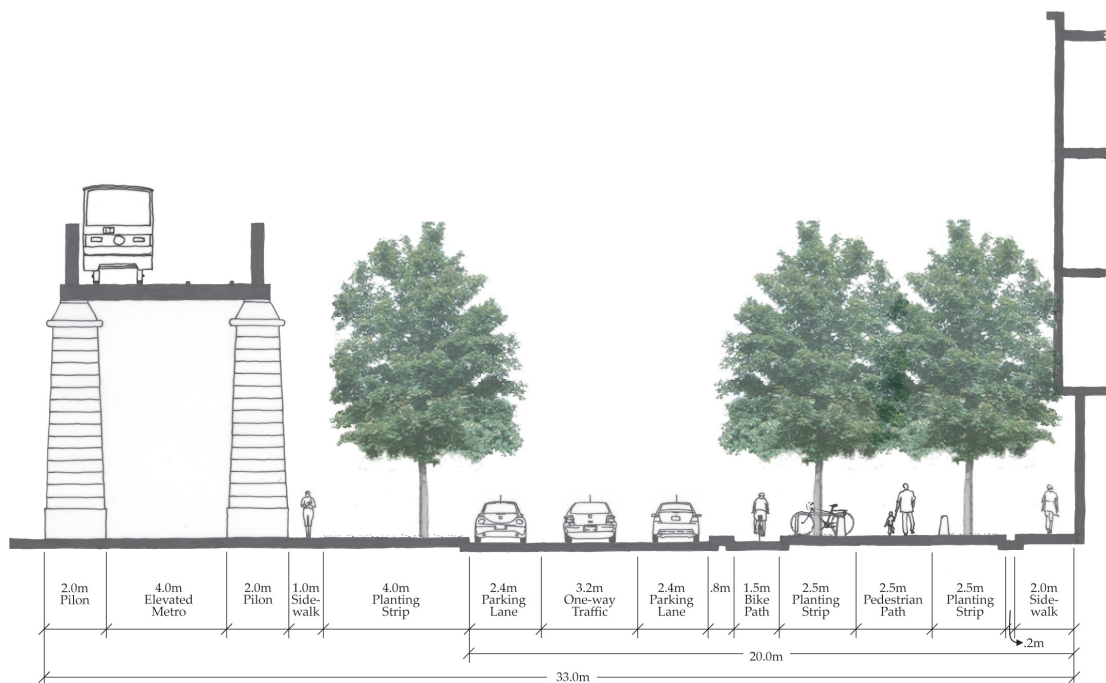 2.0m
Pilon
4.0m
Elevated
Metro
2.0m
Pilon
1.0m
Side-
walk
4.0m
Planting
Strip
2.4m
Parking
Lane
3.2m
One-way
Traffic
2.4m
Parking
Lane
.8m
1.5m
Bike
Path
2.5m
Planting
Strip
2.5m
Pedestrian
Path
2.5m
Planting
Strip
.2m
2.0m
Side-
walk
20.0m
33.0m